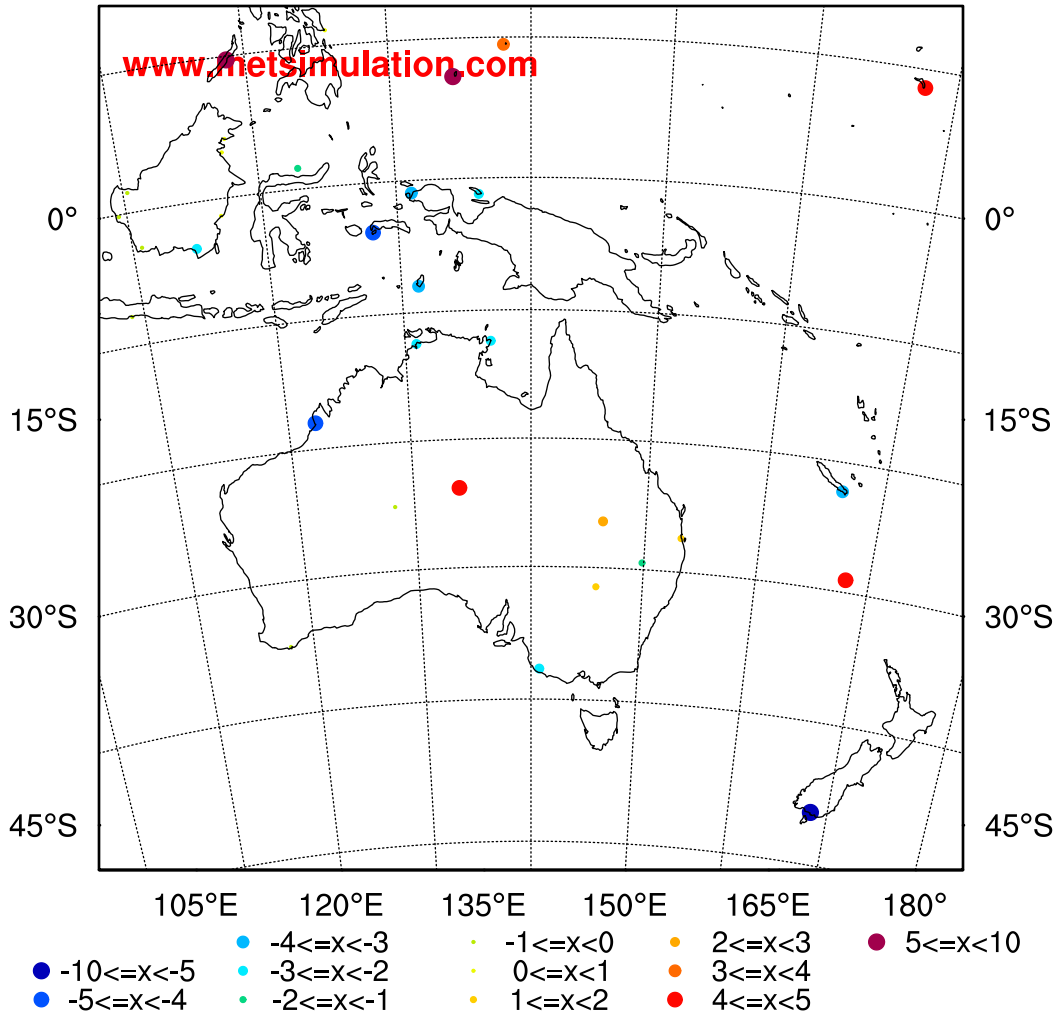 www.metsimulation.com
0° 0°
15°S 15°S
30°S 30°S
45°S 45°S
105°E 120°E 135°E 150°E 165°E 180°
-4<=x<-3 -1<=x<0 2<=x<3 5<=x<10
-10<=x<-5 -3<=x<-2 0<=x<1 3<=x<4
-5<=x<-4 -2<=x<-1 1<=x<2 4<=x<5